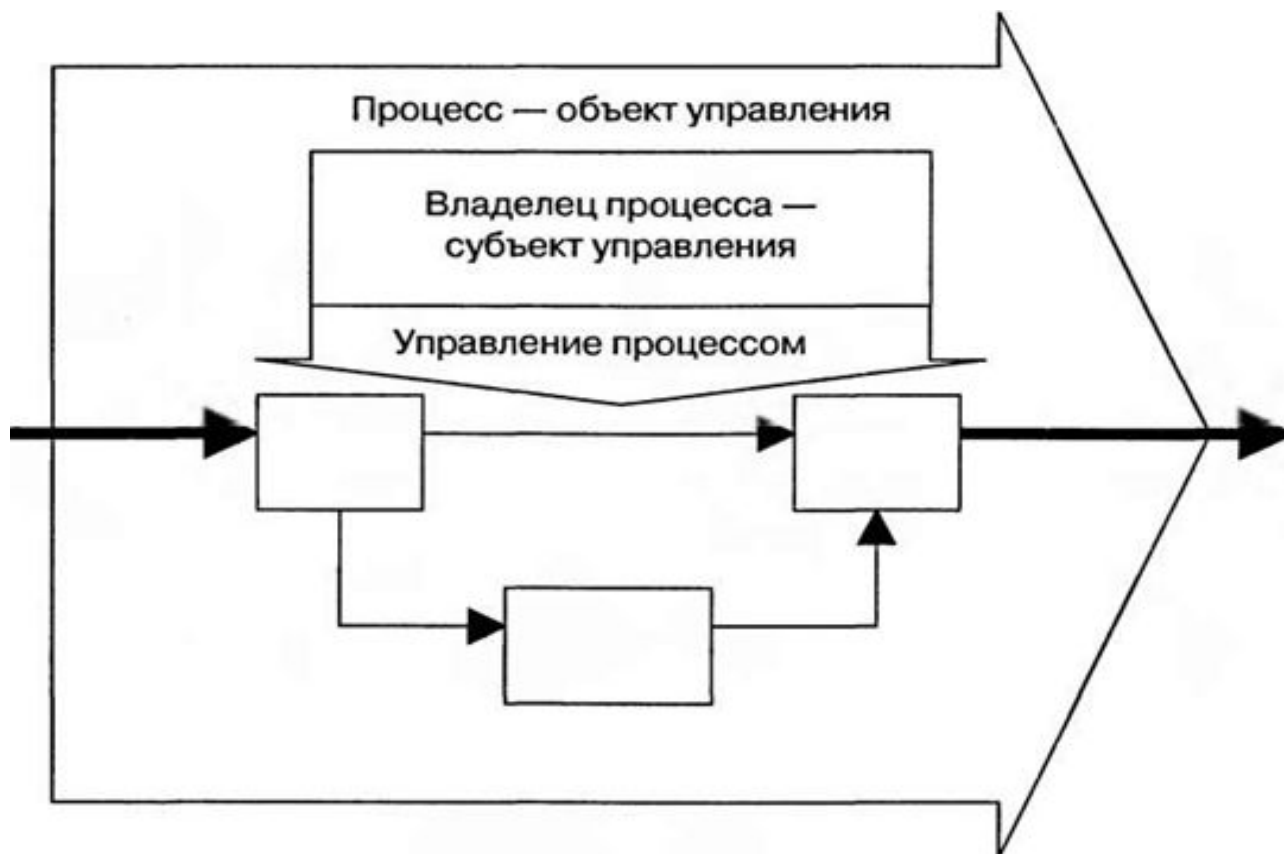 Процесс — объект управления
Владелец процесса —
субъект управления
Управление процессом